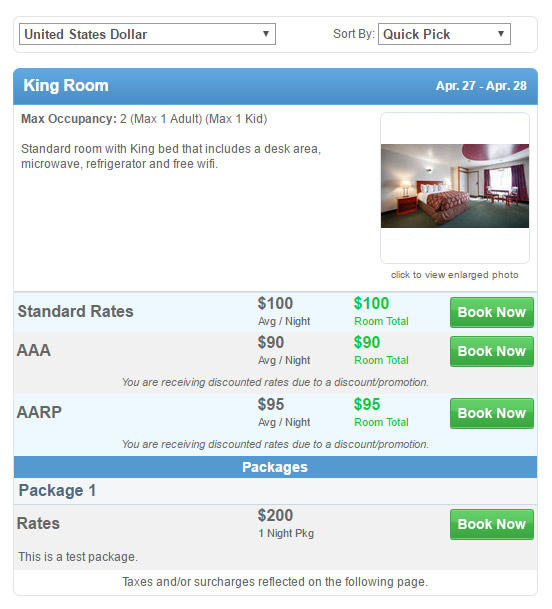 United States Dollar
Sort By: Quick Pick
King Room Apr. 27 - Apr. 28
Max Occupancy: 2 (Max 1 Adult) (Max 1 Kid)
Standard room with King bed that includes a desk area,
microwave, refrigerator and free wifi.
click to view enlarged photo
Standard Rates $100 $100 Book Now
Avg / Night Room Total
AAA $90 $90 Book Now
Avg / Night Room Total
You are receiving discounted rates due to a discount/promotion.
AARP $95 $95 Book Now
Avg / Night Room Total
You are receiving discounted rates due to a discount/promotion.
Packages
Package 1
Rates $200 Book Now
1 Night Pkg
This is a test package.
Taxes and/or surcharges reflected on the following page.